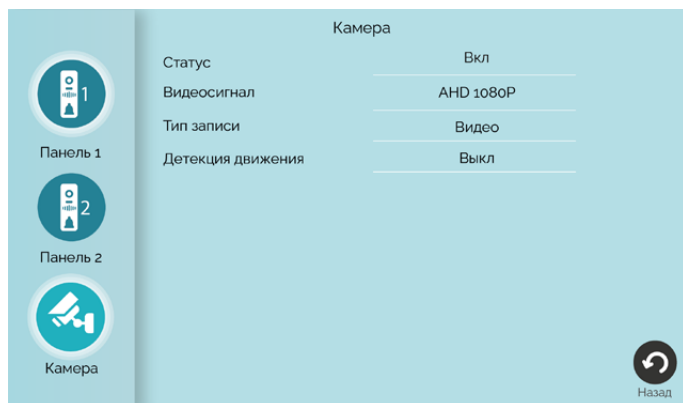 Камера
Статус Вкл
Видеосигнал AHD 1080P
Тип записи Видео
Детекция движения Выкл
1
Панель 1
2
Панель 2
Камера
Назад